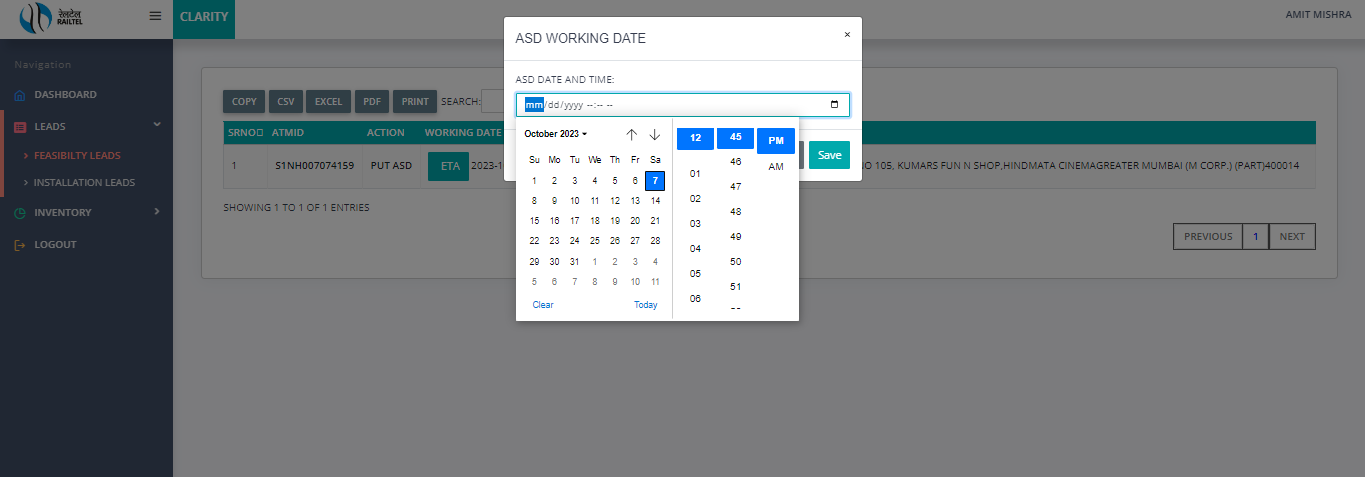 रेलटेल
RAILTEL
CLARITY
AMIT MISHRA
Navigation
DASHBOARD
LEADS
FEASIBILTY LEADS
INSTALLATION LEADS
INVENTORY
LOGOUT
COPY CSV EXCEL PDF PRINT SEARCH:
SRNO ATMID ACTION WORKING DATE
1 S1NH007074159 PUT ASD ETA 2023-1 NO 105, KUMARS FUN N SHOP,HINDMATA CINEMAGREATER MUMBAI (M CORP.) (PART)400014
SHOWING 1 TO 1 OF 1 ENTRIES
PREVIOUS 1 NEXT
ASD WORKING DATE ×
ASD DATE AND TIME:
mm/dd/yyyy --:-- --
Save
October 2023
Su Mo Tu We Th Fr Sa
1 2 3 4 5 6 7
8 9 10 11 12 13 14
15 16 17 18 19 20 21
22 23 24 25 26 27 28
29 30 31 1 2 3 4
5 6 7 8 9 10 11
Clear Today
12 45 PM
01 46 AM
02 47
03 48
04 49
05 50
06 51